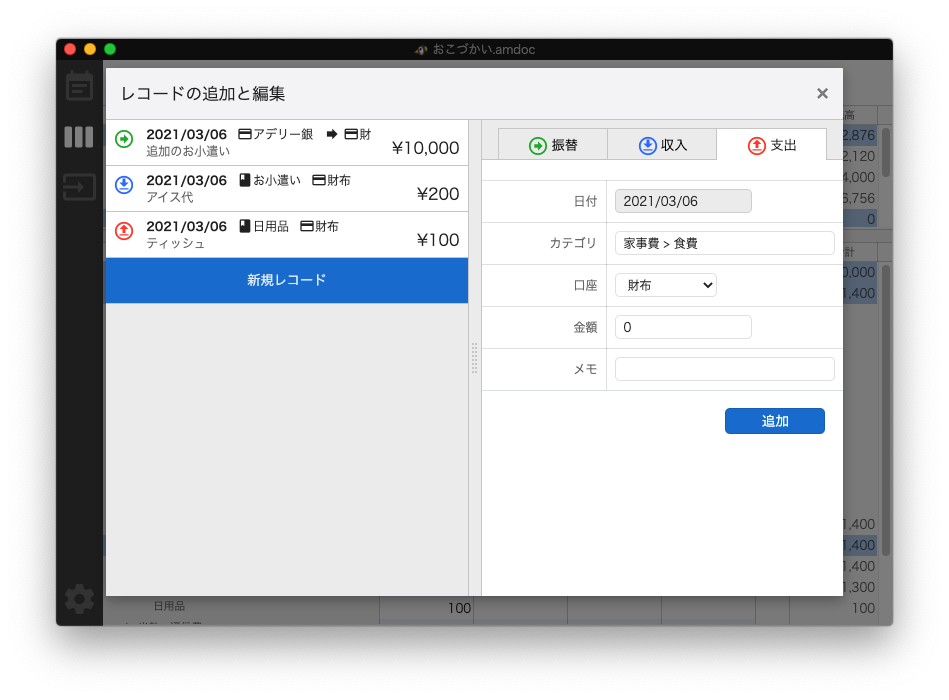 おこづかい.amdoc
レコードの追加と編集
×
2021/03/06 アデリー銀 財
追加のお小遣い ¥10,000
2021/03/06 お小遣い 財布
アイス代 ¥200
2021/03/06 日用品 財布
ティッシュ ¥100
新規レコード
振替 収入 支出
日付 2021/03/06
カテゴリ 家事費 > 食費
口座 財布
金額 0
メモ
追加
高
2,876
2,120
4,000
6,756
0
計
0,000
1,400
1,400
1,400
1,400
1,300
日用品 100 100